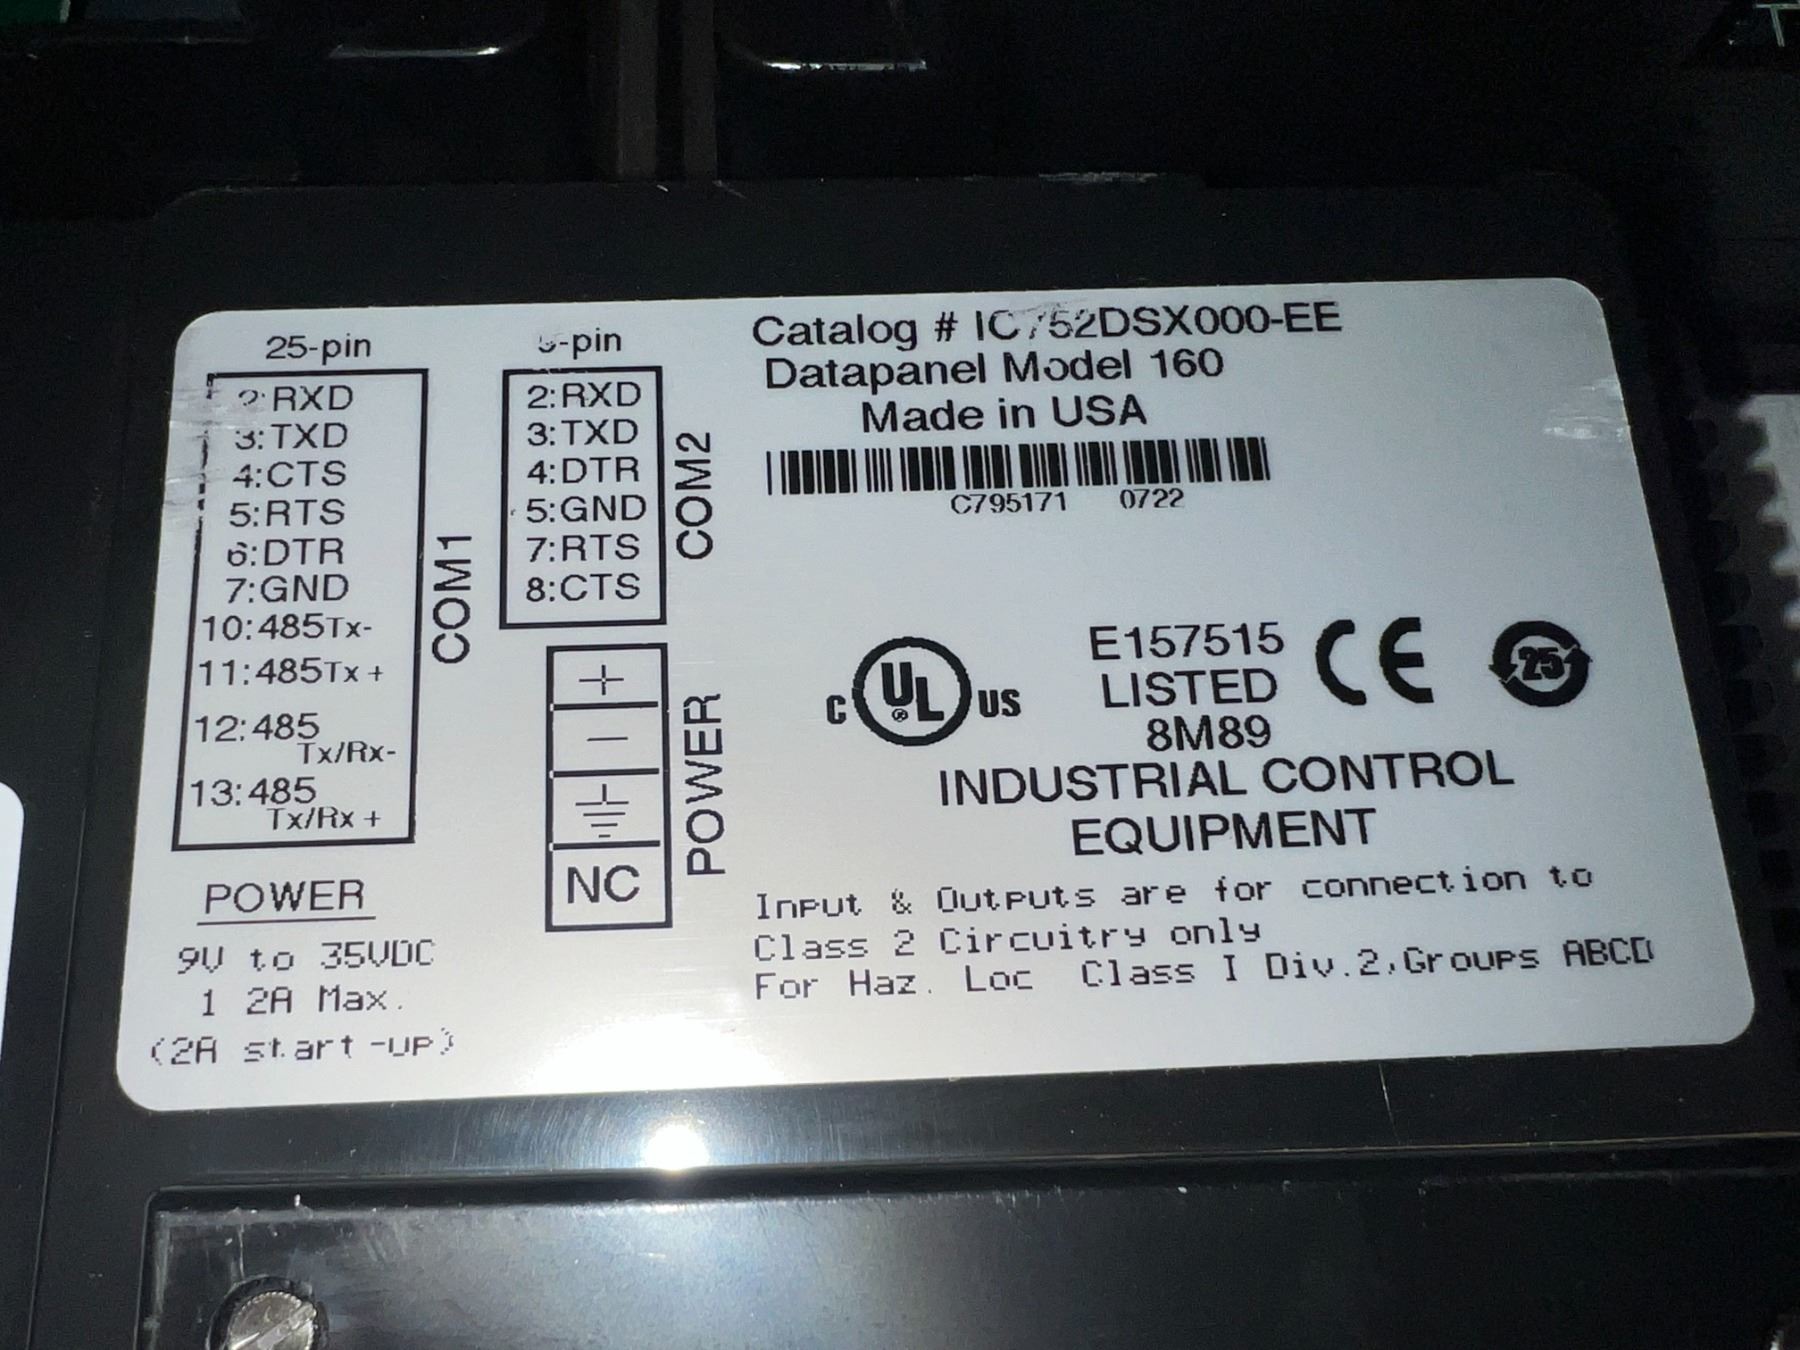 25-pin
2:RXD
3:TXD
4:CTS
5:RTS
6:DTR
7:GND
10:485Tx-
11:485Tx+
12:485
Tx/Rx-
13:485
Tx/Rx+
COM1
-pin
2:RXD
3:TXD
4:DTR
5:GND
7:RTS
8:CTS
COM2
+
-
NC
POWER
POWER
9V to 35VDC
1 2A Max.
(2A start-up)
Catalog # IC752DSX000-EE
Datapanel Model 160
Made in USA
C795171 0722
C UL ® US
E157515
LISTED
8M89
CE
25
INDUSTRIAL CONTROL
EQUIPMENT
Input & Outputs are for connection to
Class 2 Circuitry only
For Haz. Loc Class I Div.2,Groups ABCD